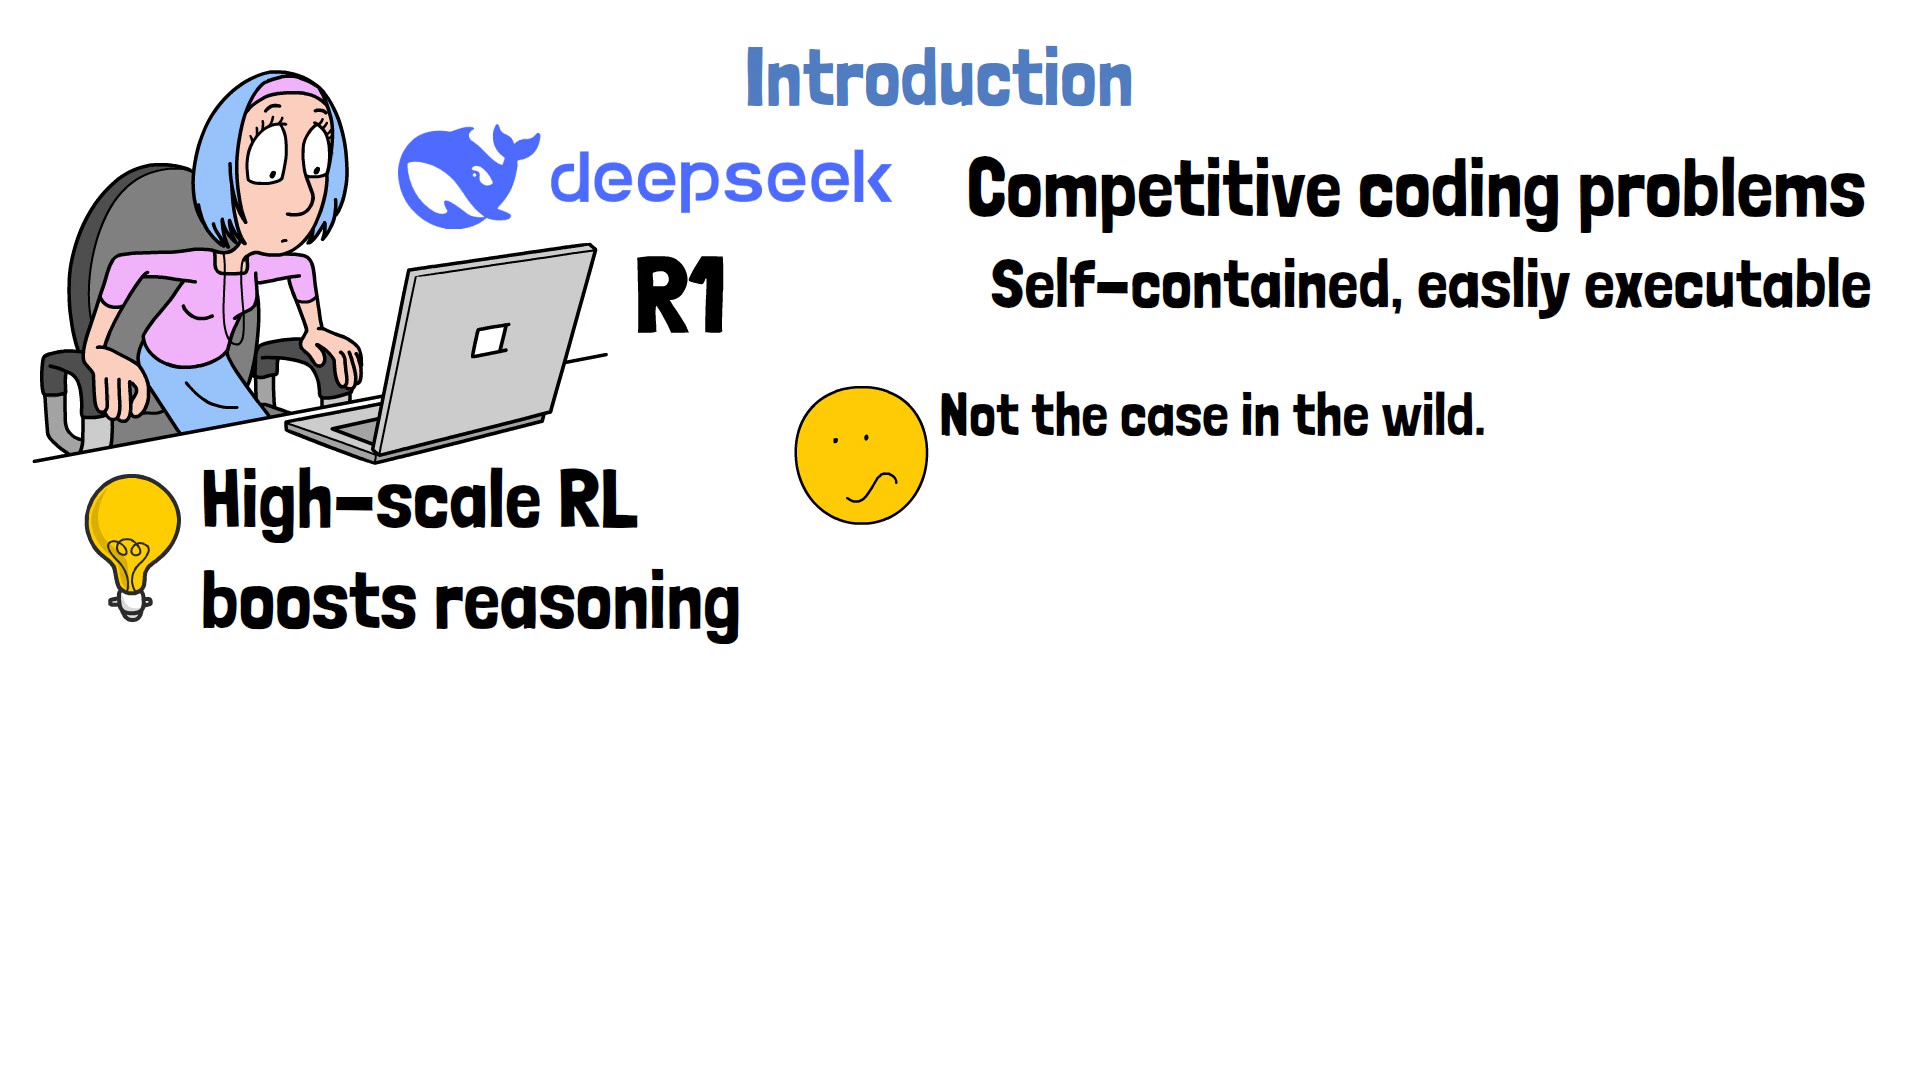 Introduction
deepseek
R1
High-scale RL
boosts reasoning
Competitive coding problems
Self-contained, easliy executable
Not the case in the wild.